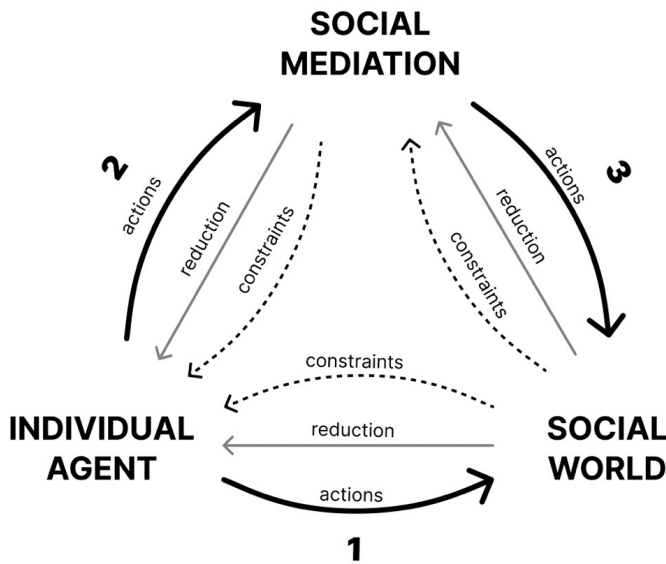 SOCIAL
MEDIATION
2
actions
reduction
constraints
3
actions
reduction
constraints
constraints
INDIVIDUAL
AGENT
reduction
SOCIAL
WORLD
actions
1